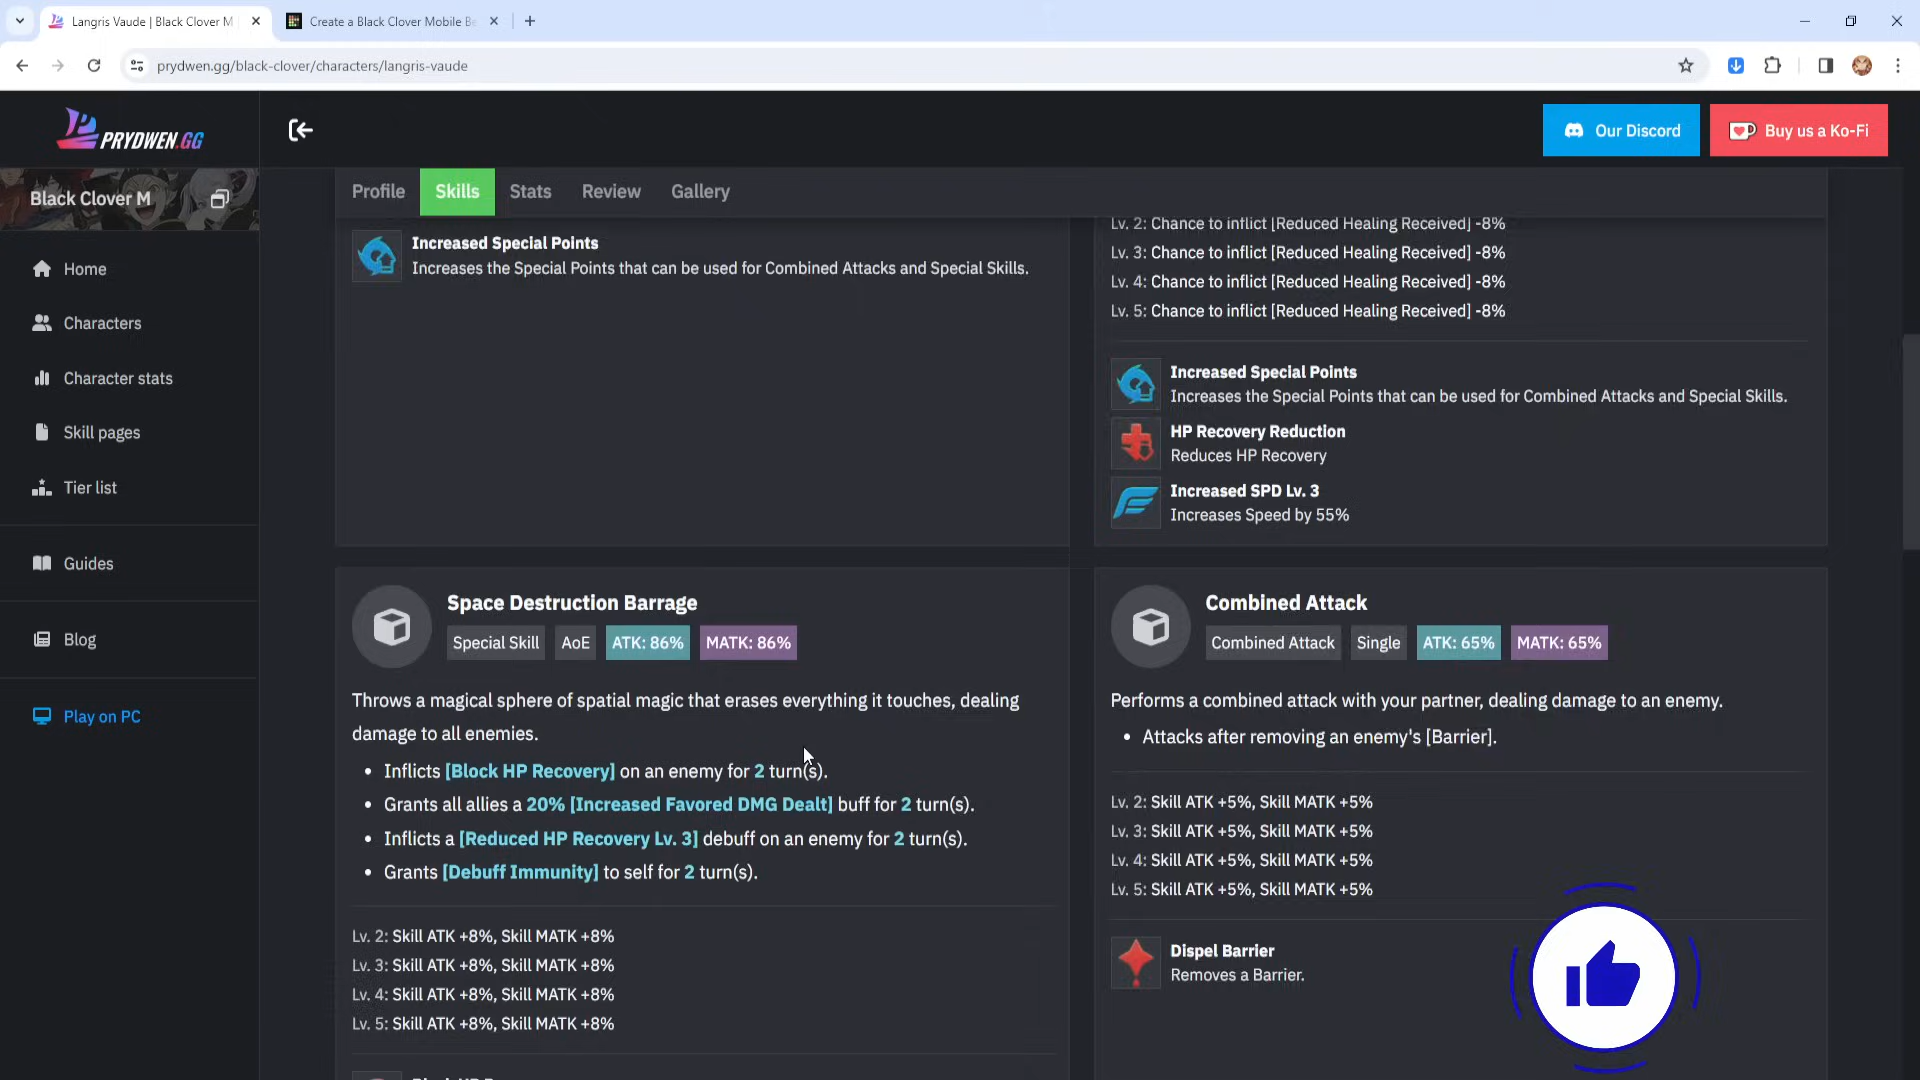 Langris Vaude | Black Clover M
Create a Black Clover Mobile Be
prydwen.gg/black-clover/characters/langris-vaude
PRYDWEN.GG
Our Discord
Buy us a Ko-Fi
Black Clover M
Home
Characters
Character stats
Skill pages
Tier list
Guides
Blog
Play on PC
Profile
Skills
Stats
Review
Gallery
Increased Special Points
Increases the Special Points that can be used for Combined Attacks and Special Skills.
Lv. 2: Chance to inflict [Reduced Healing Received] -8%
Lv. 3: Chance to inflict [Reduced Healing Received] -8%
Lv. 4: Chance to inflict [Reduced Healing Received] -8%
Lv. 5: Chance to inflict [Reduced Healing Received] -8%
Increased Special Points
Increases the Special Points that can be used for Combined Attacks and Special Skills.
HP Recovery Reduction
Reduces HP Recovery
Increased SPD Lv. 3
Increases Speed by 55%
Space Destruction Barrage
Special Skill AoE ATK: 86% MATK: 86%
Throws a magical sphere of spatial magic that erases everything it touches, dealing
damage to all enemies.
• Inflicts [Block HP Recovery] on an enemy for 2 turn(s).
• Grants all allies a 20% [Increased Favored DMG Dealt] buff for 2 turn(s).
• Inflicts a [Reduced HP Recovery Lv. 3] debuff on an enemy for 2 turn(s).
• Grants [Debuff Immunity] to self for 2 turn(s).
Lv. 2: Skill ATK +8%, Skill MATK +8%
Lv. 3: Skill ATK +8%, Skill MATK +8%
Lv. 4: Skill ATK +8%, Skill MATK +8%
Lv. 5: Skill ATK +8%, Skill MATK +8%
Combined Attack
Combined Attack Single ATK: 65% MATK: 65%
Performs a combined attack with your partner, dealing damage to an enemy.
• Attacks after removing an enemy's [Barrier].
Lv. 2: Skill ATK +5%, Skill MATK +5%
Lv. 3: Skill ATK +5%, Skill MATK +5%
Lv. 4: Skill ATK +5%, Skill MATK +5%
Lv. 5: Skill ATK +5%, Skill MATK +5%
Dispel Barrier
Removes a Barrier.